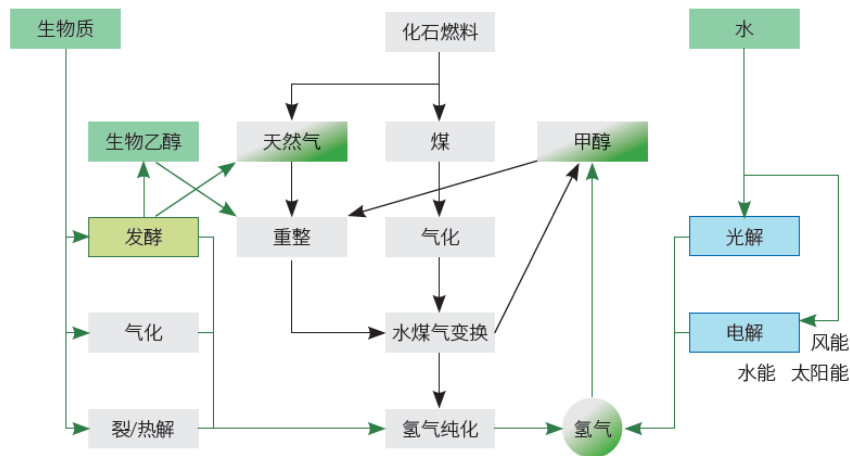 生物质
化石燃料
水
生物乙醇
天然气
煤
甲醇
发酵
重整
气化
光解
气化
水煤气变换
电解
风能
水能 太阳能
裂/热解
氢气纯化
氢气